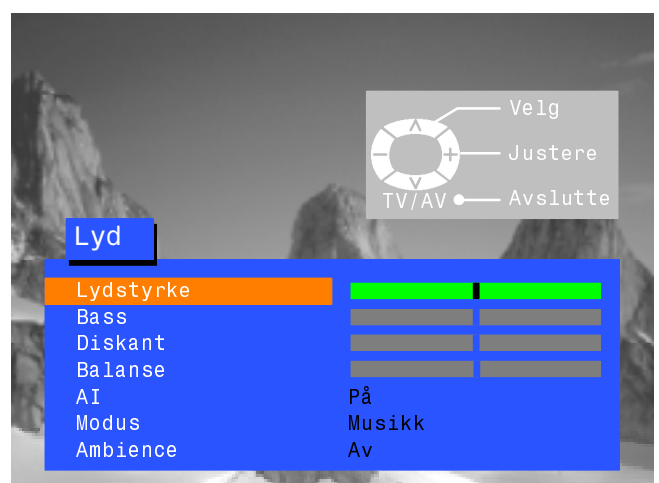 Velg
Justere
TV/AV Avslutte
Lyd
Lydstyrke
Bass
Diskant
Balanse
AI På
Modus Musikk
Ambience Av